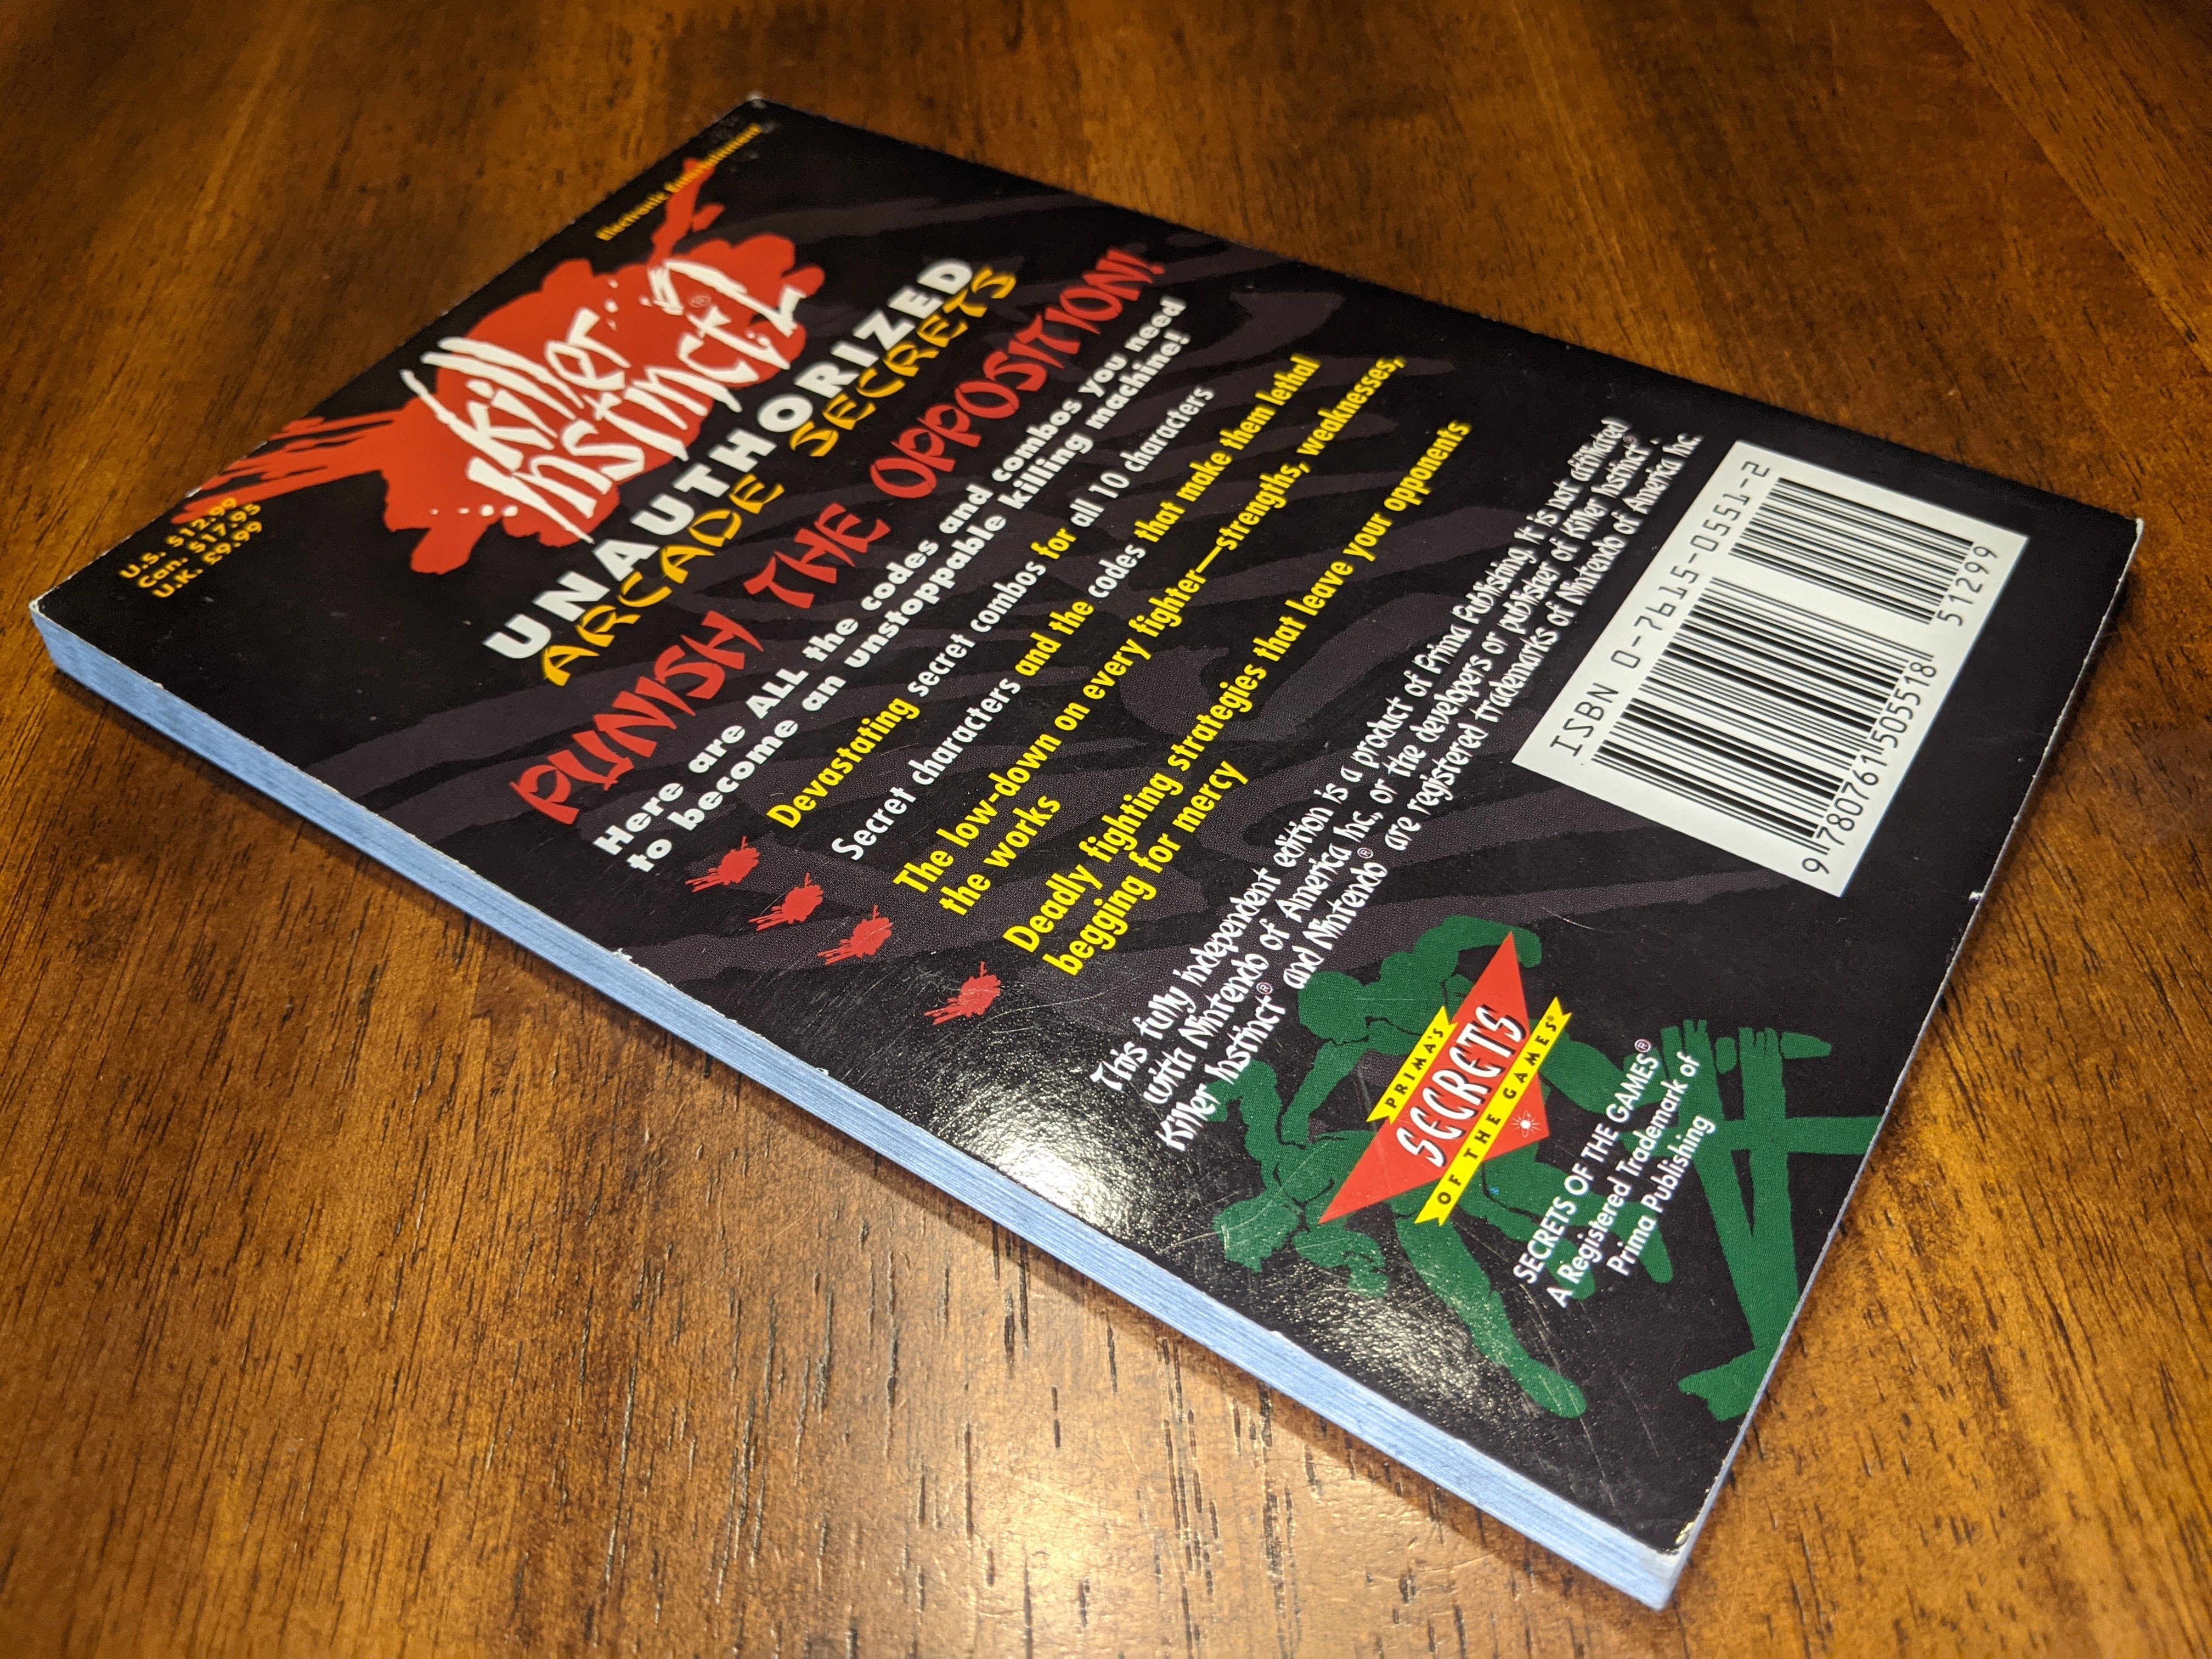 Electronic Entertainment
U.S. $12.99
Can. $17.95
U.K. £9.99
killer
instinct 2®
UNAUTHORIZED
ARCADE SECRETS
PUNISH THE OPPOSITION!
Here are ALL the codes and combos you need
to become an unstoppable killing machine!
Devastating secret combos for all 10 characters
Secret characters and the codes that make them lethal
The low-down on every fighter—strengths, weaknesses,
the works
Deadly fighting strategies that leave your opponents
begging for mercy
This fully independent edition is a product of Prima Publishing. It is not affiliated
with Nintendo of America Inc., or the developers or publisher of Killer Instinct®.
Killer Instinct® and Nintendo® are registered trademarks of Nintendo of America Inc.
PRIMA'S
SECRETS
OF THE GAMES®
SECRETS OF THE GAMES®
A Registered Trademark of
Prima Publishing
ISBN 0-7615-0551-2
9 780761 505518
51299